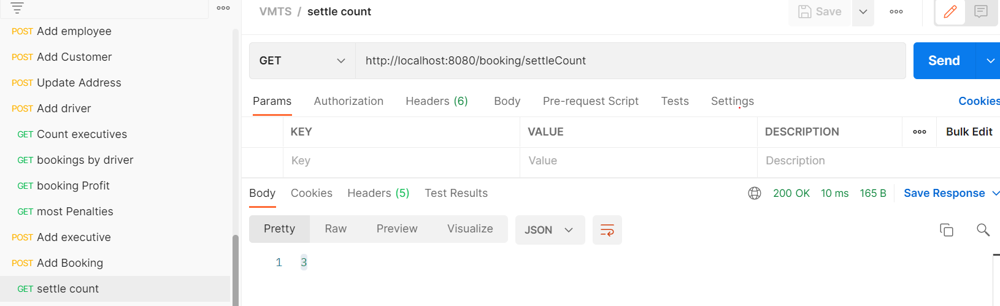 POST Add employee
POST Add Customer
POST Update Address
POST Add driver
GET Count executives
GET bookings by driver
GET booking Profit
GET most Penalties
POST Add executive
POST Add Booking
GET settle count
VMTS / settle count
Save
GET http://localhost:8080/booking/settleCount Send
Params Authorization Headers (6) Body Pre-request Script Tests Settings Cookies
KEY VALUE DESCRIPTION Bulk Edit
Key Value Description
Body Cookies Headers (5) Test Results 200 OK 10 ms 165 B Save Response
Pretty Raw Preview Visualize JSON
1 3